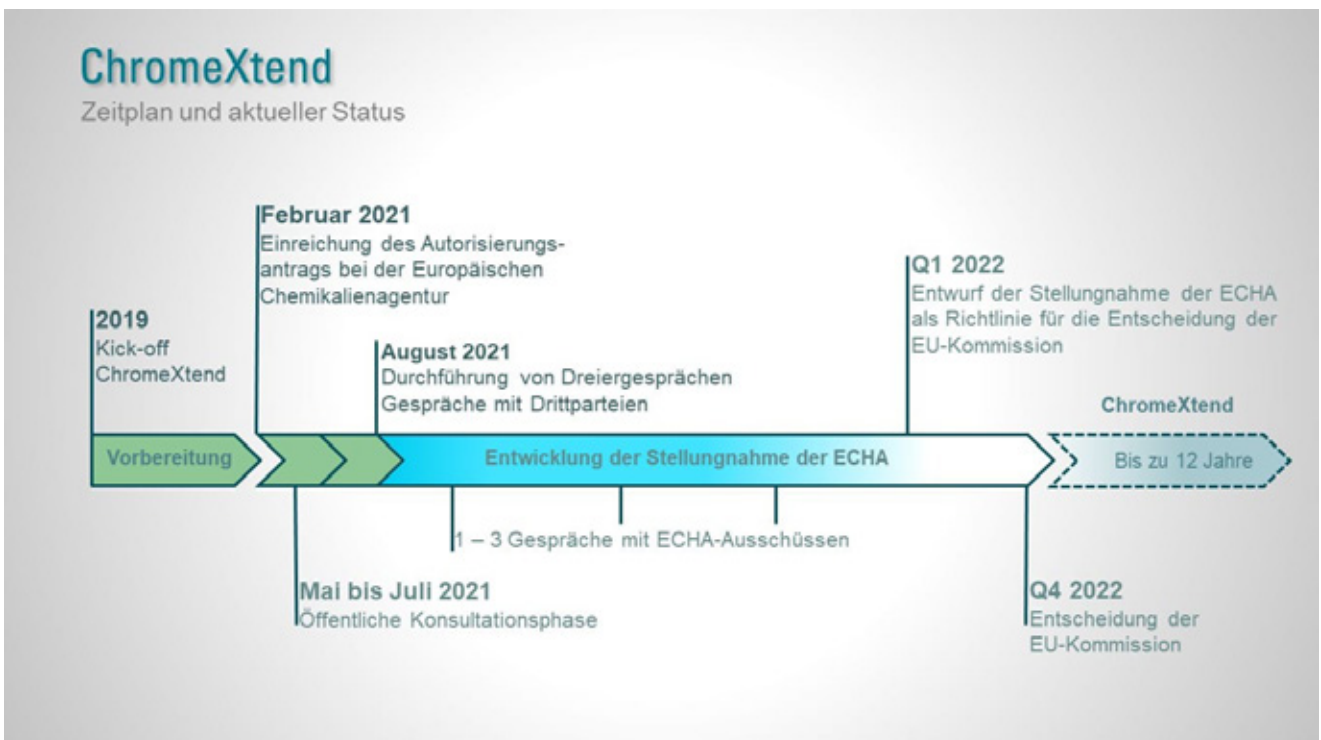 ChromeXtend
Zeitplan und aktueller Status
2019
Kick-off
ChromeXtend
Februar 2021
Einreichung des Autorisierungs-
antrags bei der Europäischen
Chemikalienagentur
August 2021
Durchführung von Dreiergesprächen
Gespräche mit Drittparteien
Q1 2022
Entwurf der Stellungnahme der ECHA
als Richtlinie für die Entscheidung der
EU-Kommission
ChromeXtend
Vorbereitung
Entwicklung der Stellungnahme der ECHA
Bis zu 12 Jahre
1 – 3 Gespräche mit ECHA-Ausschüssen
Mai bis Juli 2021
Öffentliche Konsultationsphase
Q4 2022
Entscheidung der
EU-Kommission